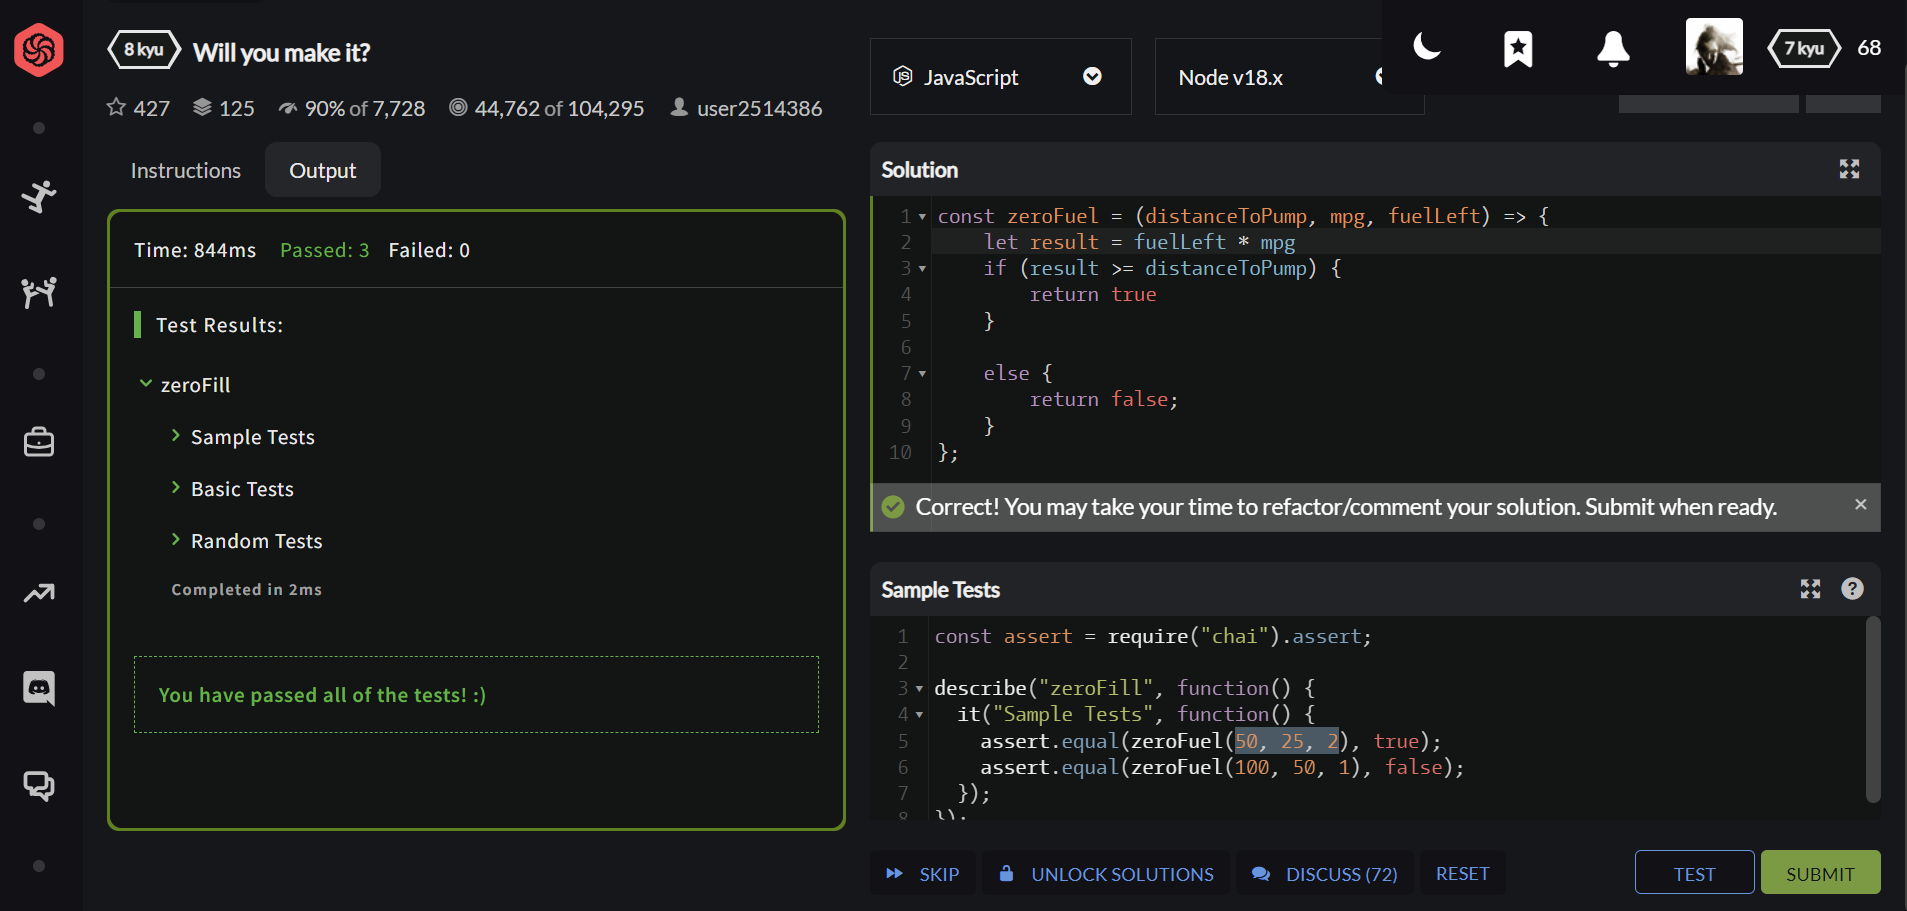 8 kyu Will you make it?
427 125 90% of 7,728 44,762 of 104,295 user2514386
JavaScript
Node v18.x
7 kyu 68
Instructions Output
Time: 844ms Passed: 3 Failed: 0
Test Results:
zeroFill
Sample Tests
Basic Tests
Random Tests
Completed in 2ms
You have passed all of the tests! :)
Solution
1 const zeroFuel = (distanceToPump, mpg, fuelLeft) => {
2 let result = fuelLeft * mpg
3 if (result >= distanceToPump) {
4 return true
5 }
6
7 else {
8 return false;
9 }
10 };
Correct! You may take your time to refactor/comment your solution. Submit when ready.
Sample Tests
1 const assert = require("chai").assert;
2
3 describe("zeroFill", function() {
4 it("Sample Tests", function() {
5 assert.equal(zeroFuel(50, 25, 2), true);
6 assert.equal(zeroFuel(100, 50, 1), false);
7 });
8 });
SKIP UNLOCK SOLUTIONS DISCUSS (72) RESET TEST SUBMIT